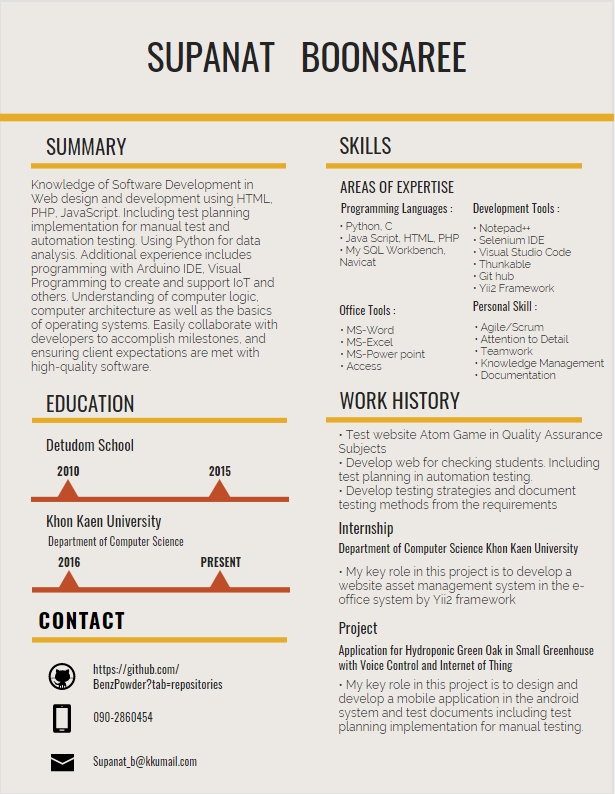 SUPANAT BOONSAREE
SUMMARY
Knowledge of Software Development in
Web design and development using HTML,
PHP, JavaScript. Including test planning
implementation for manual test and
automation testing. Using Python for data
analysis. Additional experience includes
programming with Arduino IDE, Visual
Programming to create and support IoT and
others. Understanding of computer logic,
computer architecture as well as the basics
of operating systems. Easily collaborate with
developers to accomplish milestones, and
ensuring client expectations are met with
high-quality software.
EDUCATION
Detudom School
2010 2015
Khon Kaen University
Department of Computer Science
2016 PRESENT
CONTACT
https://github.com/
BenzPowder?tab=repositories
090-2860454
Supanat_b@kkumail.com
SKILLS
AREAS OF EXPERTISE
Programming Languages :
• Python, C
• Java Script, HTML, PHP
• My SQL Workbench,
Navicat
Development Tools :
• Notepad++
• Selenium IDE
• Visual Studio Code
• Thunkable
• Git hub
• Yii2 Framework
Office Tools :
• MS-Word
• MS-Excel
• MS-Power point
• Access
Personal Skill :
• Agile/Scrum
• Attention to Detail
• Teamwork
• Knowledge Management
• Documentation
WORK HISTORY
• Test website Atom Game in Quality Assurance
Subjects
• Develop web for checking students. Including
test planning in automation testing.
• Develop testing strategies and document
testing methods from the requirements
Internship
Department of Computer Science Khon Kaen University
• My key role in this project is to develop a
website asset management system in the e-
office system by Yii2 framework
Project
Application for Hydroponic Green Oak in Small Greenhouse
with Voice Control and Internet of Thing
• My key role in this project is to design and
develop a mobile application in the android
system and test documents including test
planning implementation for manual testing.